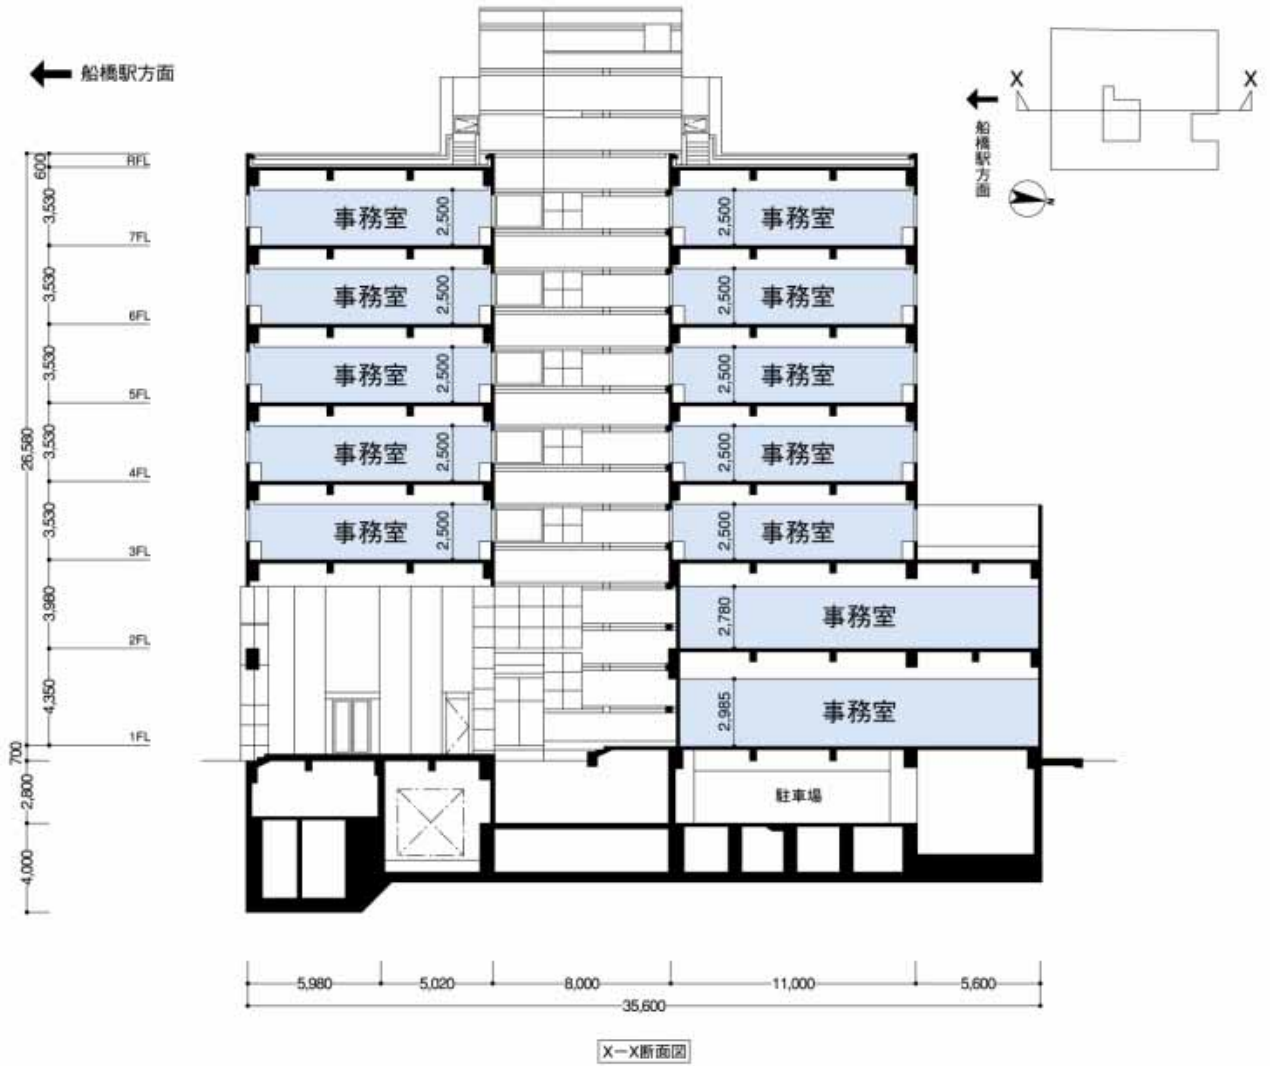 船橋駅方面
X
X
船橋駅方面
N
RFL
600
3,530
事務室
2,500
2,500
事務室
7FL
3,530
事務室
2,500
2,500
事務室
6FL
3,530
事務室
2,500
2,500
事務室
5FL
26,580
3,530
事務室
2,500
2,500
事務室
4FL
3,530
事務室
2,500
2,500
事務室
3FL
3,980
2,780
事務室
2FL
4,350
2,985
事務室
1FL
700
2,800
駐車場
4,000
5,980
5,020
8,000
11,000
5,600
35,600
X－X断面図